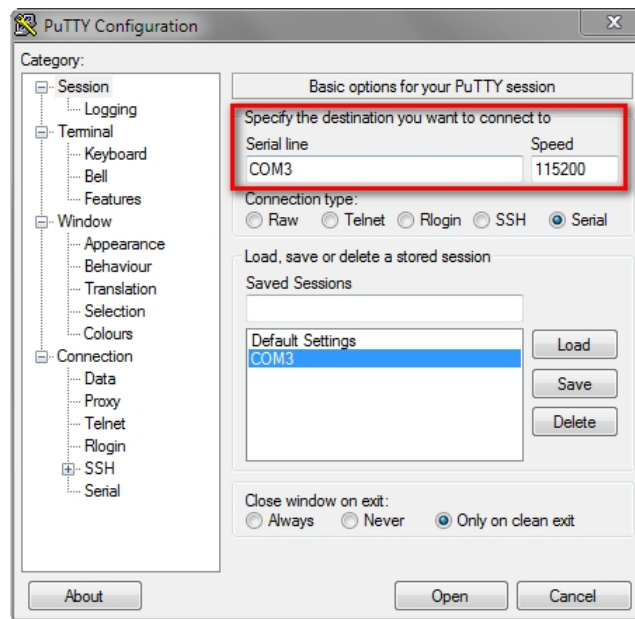 PuTTY Configuration
X
Category:
Session
Logging
Terminal
Keyboard
Bell
Features
Window
Appearance
Behaviour
Translation
Selection
Colours
Connection
Data
Proxy
Telnet
Rlogin
SSH
Serial
Basic options for your PuTTY session
Specify the destination you want to connect to
Serial line Speed
COM3 115200
Connection type:
Raw Telnet Rlogin SSH Serial
Load, save or delete a stored session
Saved Sessions
Default Settings
COM3
Load
Save
Delete
Close window on exit:
Always Never Only on clean exit
About Open Cancel